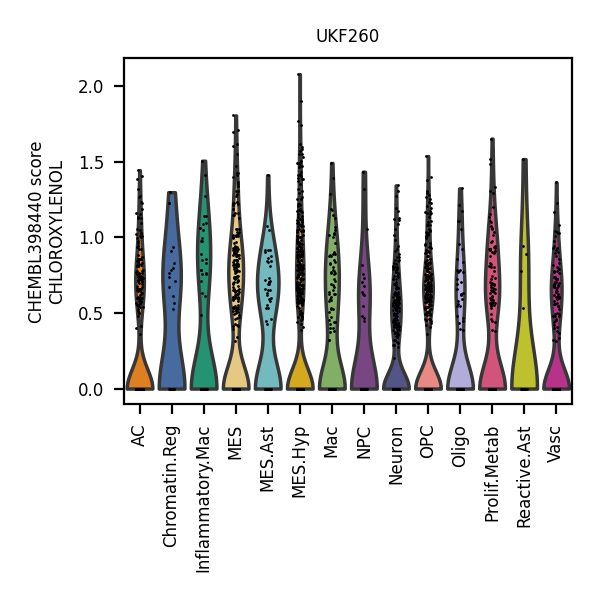 UKF260
CHEMBL398440 score
CHLOROXYLENOL
2.0
1.5
1.0
0.5
0.0
AC
Chromatin.Reg
Inflammatory.Mac
MES
MES.Ast
MES.Hyp
Mac
NPC
Neuron
OPC
Oligo
Prolif.Metab
Reactive.Ast
Vasc